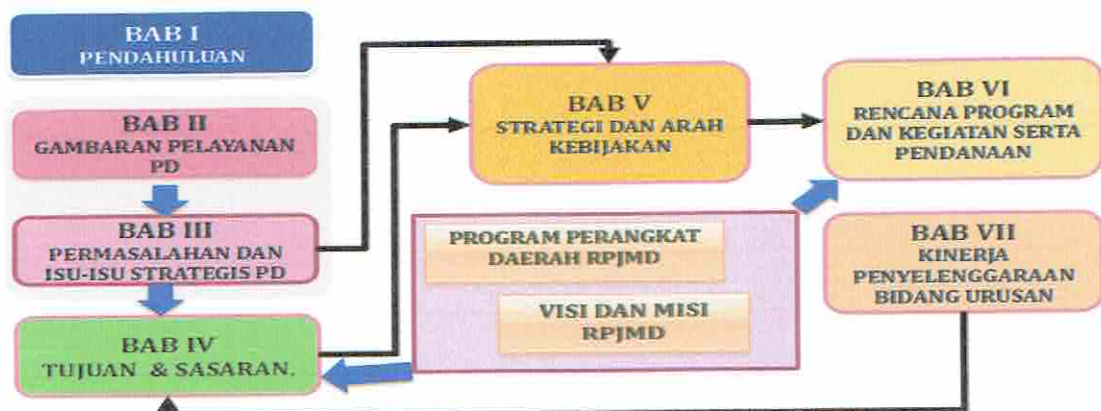 BAB I
PENDAHULUAN
BAB II
GAMBARAN PELAYANAN
PD
BAB III
PERMASALAHAN DAN
ISU-ISU STRATEGIS PD
BAB IV
TUJUAN & SASARAN.
BAB V
STRATEGI DAN ARAH
KEBIJAKAN
PROGRAM PERANGKAT
DAERAH RPJMD
VISI DAN MISI
RPJMD
BAB VI
RENCANA PROGRAM
DAN KEGIATAN SERTA
PENDANAAN
BAB VII
KINERJA
PENYELENGGARAAN
BIDANG URUSAN